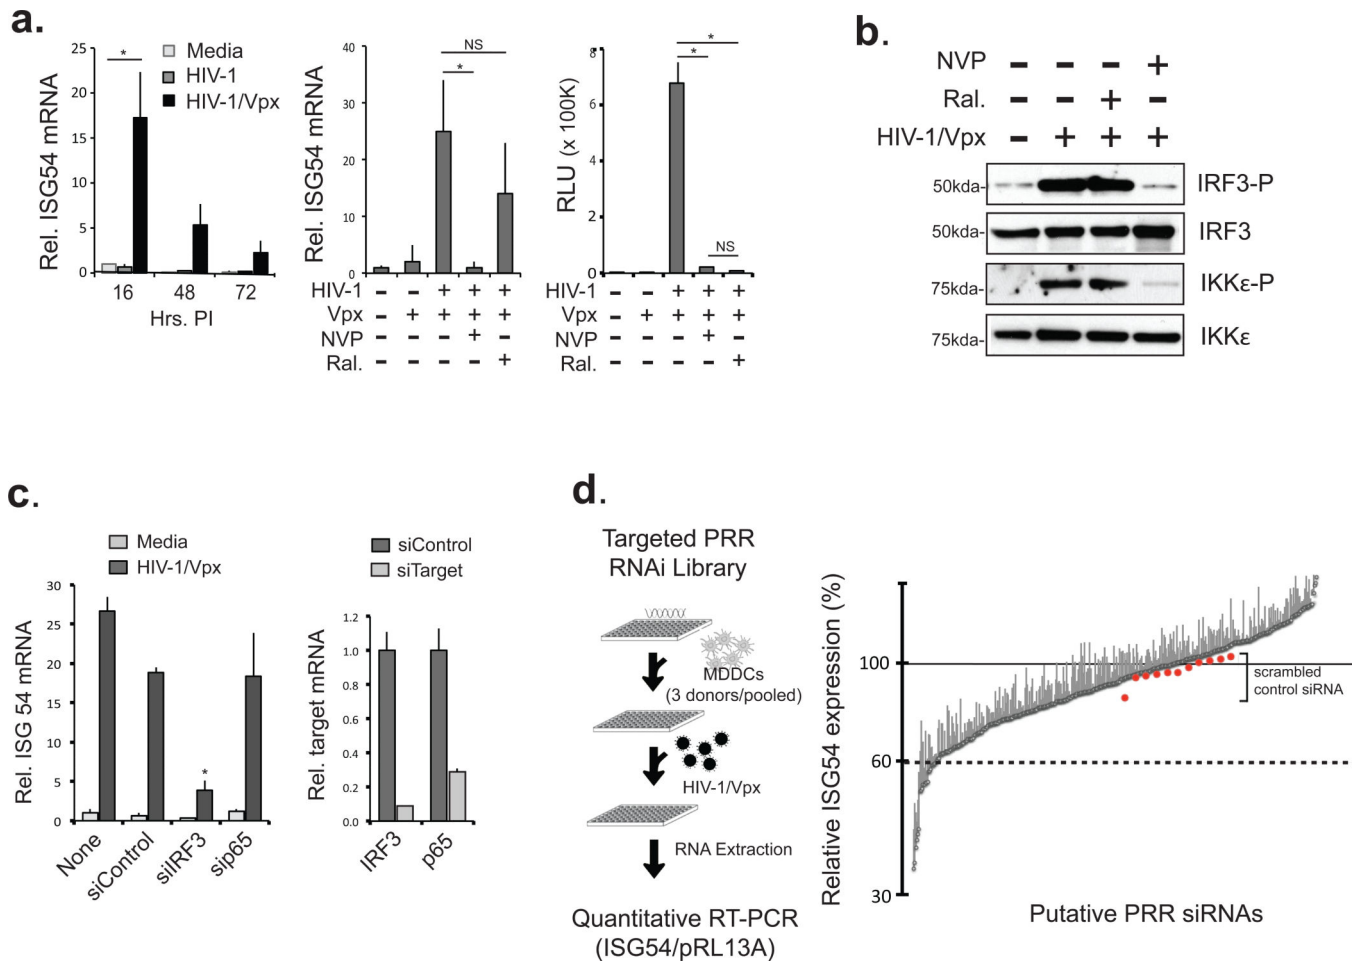 a.
Media
HIV-1
HIV-1/Vpx
Rel. ISG54 mRNA
25
20
15
10
5
0
*
16 48 72
Hrs. PI
Rel. ISG54 mRNA
40
30
20
10
0
NS
*
HIV-1 - - + + +
Vpx - + + + +
NVP - - - + -
Ral. - - - - +
RLU (x 100K)
8
6
4
2
0
*
*
NS
HIV-1 - - + + +
Vpx - + + + +
NVP - - - + -
Ral. - - - - +
b.
NVP - - - +
Ral. - - + -
HIV-1/Vpx - + + +
50kda- IRF3-P
50kda- IRF3
75kda- IKKε-P
75kda- IKKε
c.
Media
HIV-1/Vpx
Rel. ISG 54 mRNA
30
25
20
15
10
5
0
*
None siControl siIRF3 sip65
siControl
siTarget
Rel. target mRNA
1.2
1.0
0.8
0.6
0.4
0.2
0.0
IRF3 p65
d.
Targeted PRR
RNAi Library
MDDCs
(3 donors/pooled)
HIV-1/Vpx
RNA Extraction
Quantitative RT-PCR
(ISG54/pRL13A)
Relative ISG54 expression (%)
100
60
30
scrambled
control siRNA
Putative PRR siRNAs